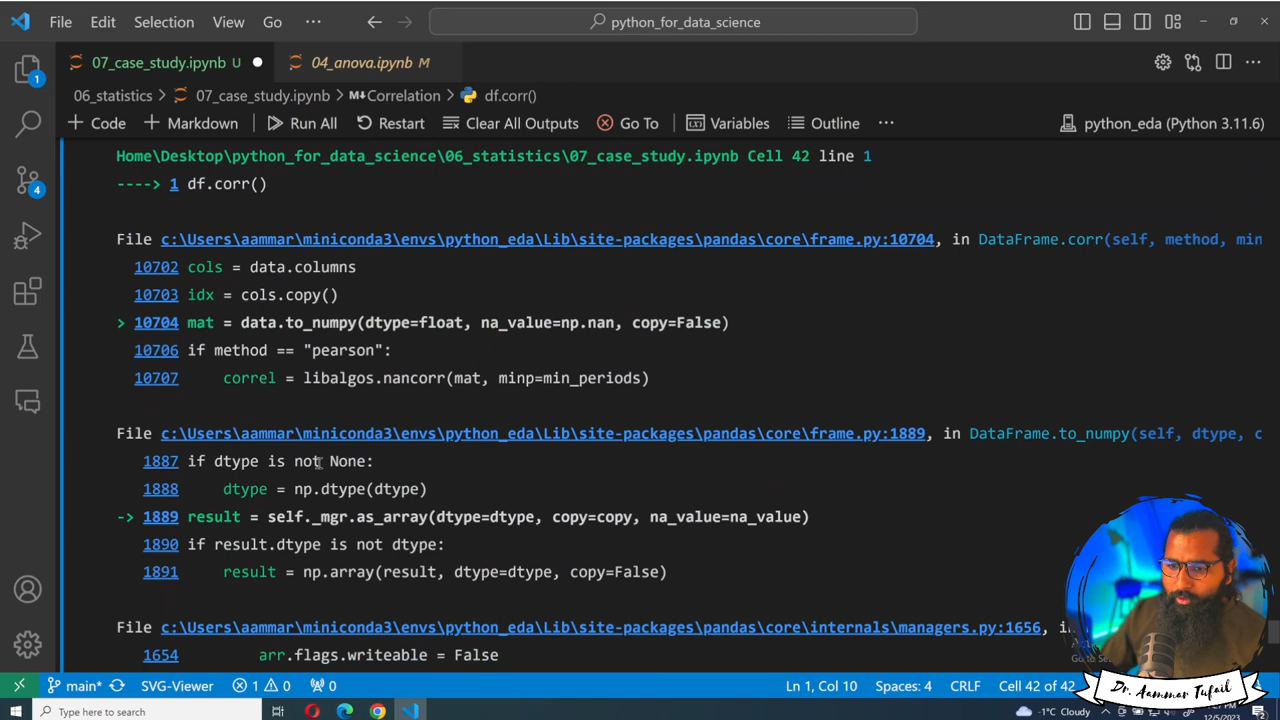 File Edit Selection View Go ··· python_for_data_science
07_case_study.ipynb U 04_anova.ipynb M
06_statistics > 07_case_study.ipynb > M Correlation > df.corr()
+ Code + Markdown Run All Restart Clear All Outputs Go To Variables Outline ··· python_eda (Python 3.11.6)
Home\Desktop\python_for_data_science\06_statistics\07_case_study.ipynb Cell 42 line 1
----> 1 df.corr()
File c:\Users\aammar\miniconda3\envs\python_eda\Lib\site-packages\pandas\core\frame.py:10704, in DataFrame.corr(self, method, min
10702 cols = data.columns
10703 idx = cols.copy()
> 10704 mat = data.to_numpy(dtype=float, na_value=np.nan, copy=False)
10706 if method == "pearson":
10707 correl = libalgos.nancorr(mat, minp=min_periods)
File c:\Users\aammar\miniconda3\envs\python_eda\Lib\site-packages\pandas\core\frame.py:1889, in DataFrame.to_numpy(self, dtype, c
1887 if dtype is not None:
1888 dtype = np.dtype(dtype)
-> 1889 result = self._mgr.as_array(dtype=dtype, copy=copy, na_value=na_value)
1890 if result.dtype is not dtype:
1891 result = np.array(result, dtype=dtype, copy=False)
File c:\Users\aammar\miniconda3\envs\python_eda\Lib\site-packages\pandas\core\internals\managers.py:1656,
1654 arr.flags.writeable = False
1
4
main* 1 0 0 SVG-Viewer Ln 1, Col 10 Spaces: 4 CRLF Cell 42 of 42
Dr. Aammar Tufail
Type here to search -1°C Cloudy
12/5/2023